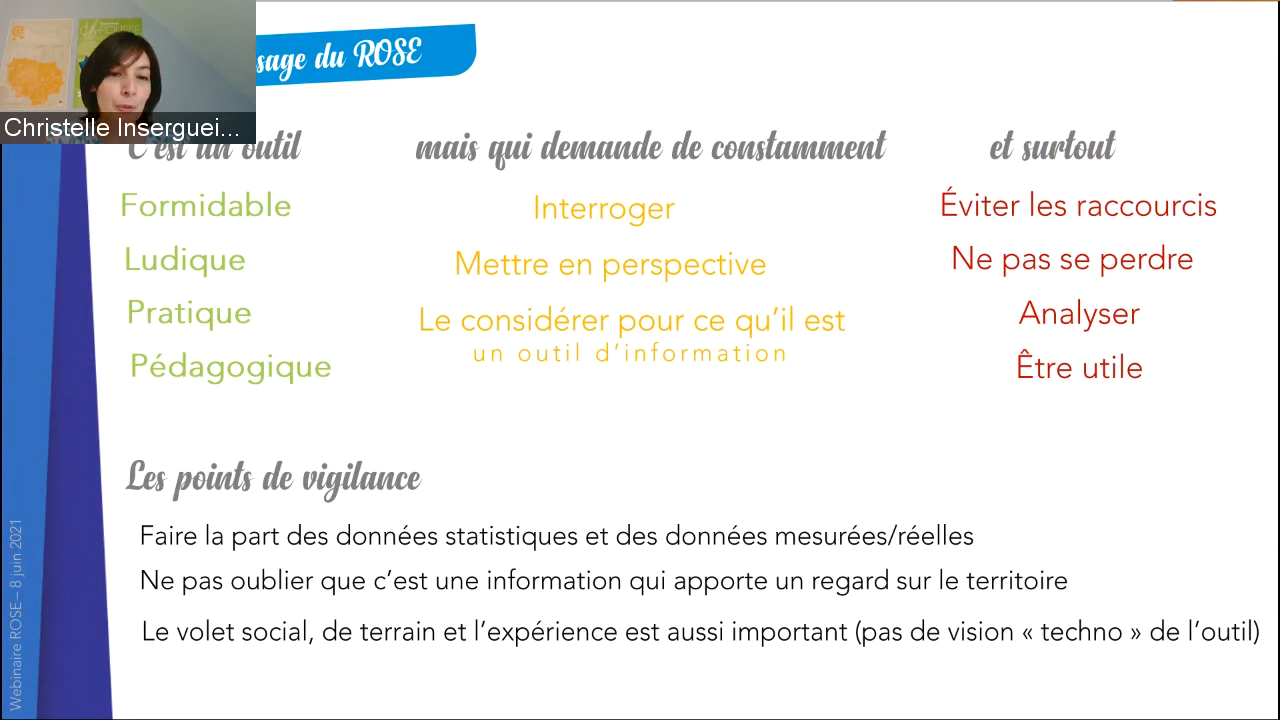 sage du ROSE
Christelle Inserguei...
C'est un outil
mais qui demande de constamment
et surtout
Formidable
Ludique
Pratique
Pédagogique
Interroger
Mettre en perspective
Le considérer pour ce qu'il est
un outil d'information
Éviter les raccourcis
Ne pas se perdre
Analyser
Être utile
Les points de vigilance
Faire la part des données statistiques et des données mesurées/réelles
Ne pas oublier que c'est une information qui apporte un regard sur le territoire
Le volet social, de terrain et l'expérience est aussi important (pas de vision « techno » de l'outil)
Webinaire ROSE – 8 juin 2021